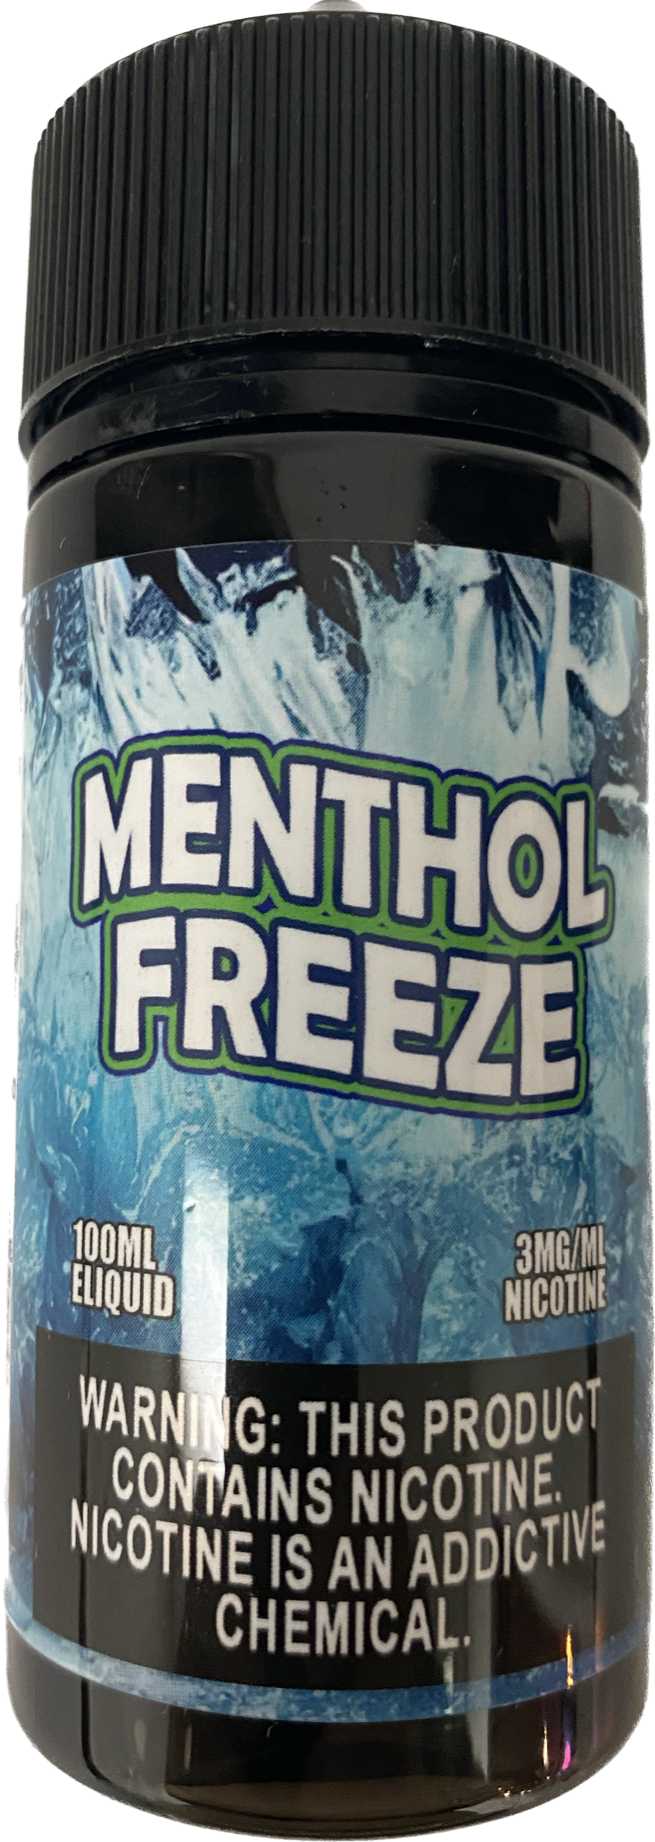 MENTHOL
FREEZE
100ML
ELIQUID
3MG/ML
NICOTINE
WARNING: THIS PRODUCT
CONTAINS NICOTINE.
NICOTINE IS AN ADDICTIVE
CHEMICAL.